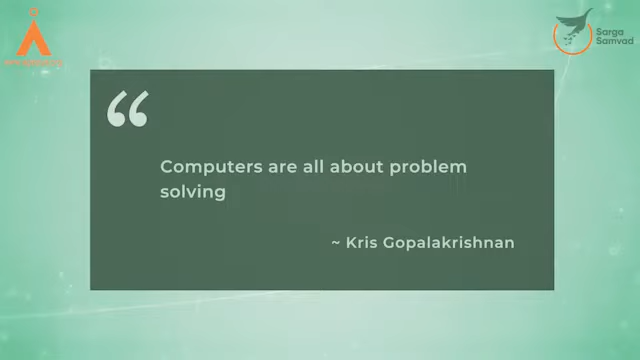 Sarga
Samvad
“
Computers are all about problem
solving
~ Kris Gopalakrishnan